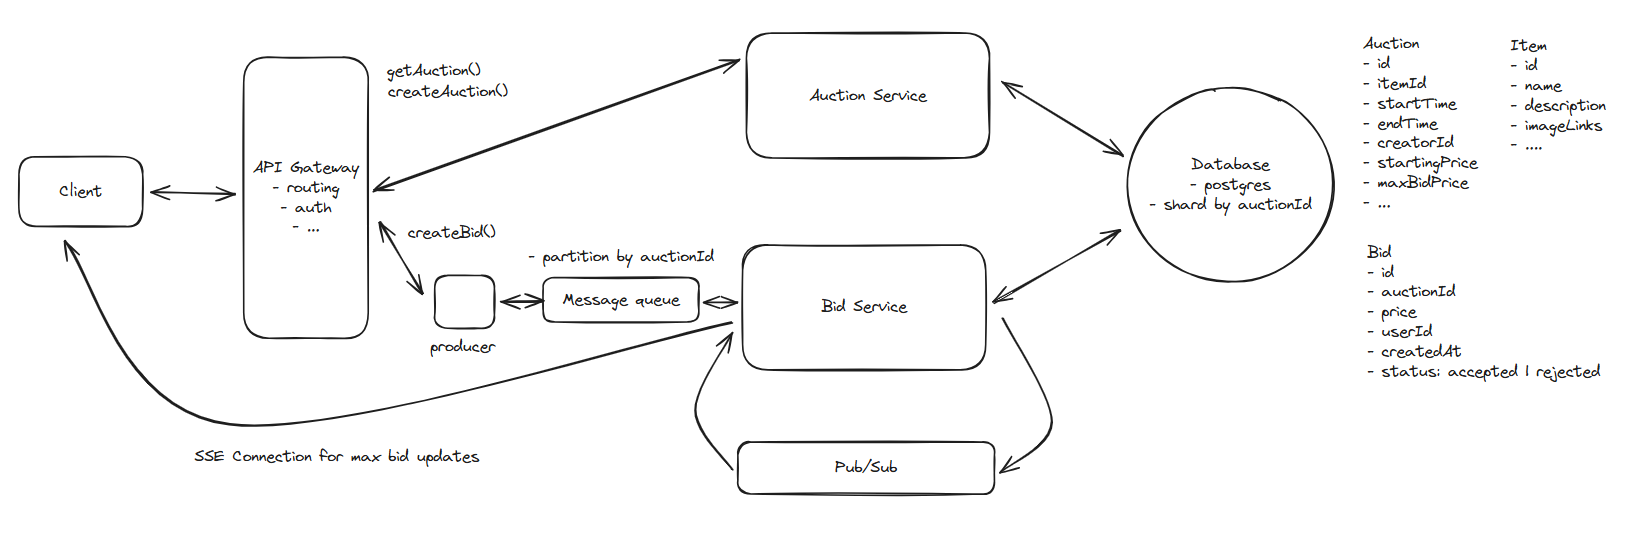 Client
API Gateway
- routing
- auth
- ...
getAuction()
createAuction()
createBid()
producer
- partition by auctionId
Message queue
Auction Service
Bid Service
Pub/Sub
SSE Connection for max bid updates
Database
- postgres
- shard by auctionId
Auction
- id
- itemId
- startTime
- endTime
- creatorId
- startingPrice
- maxBidPrice
- ...
Item
- id
- name
- description
- imageLinks
- ....
Bid
- id
- auctionId
- price
- userId
- createdAt
- status: accepted | rejected